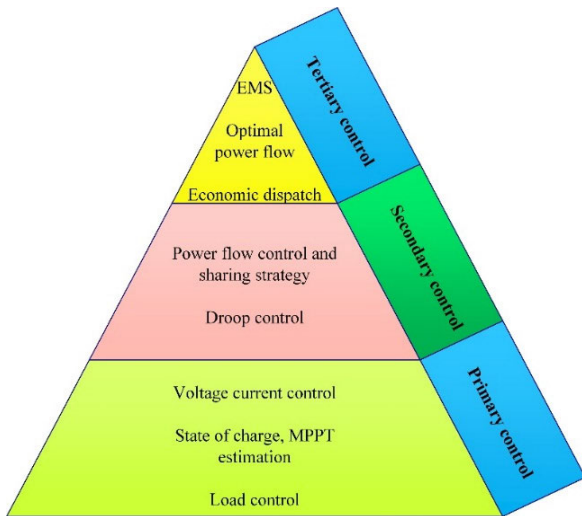 EMS
Optimal
power flow
Economic dispatch
Tertiary control
Power flow control and
sharing strategy
Droop control
Secondary control
Voltage current control
State of charge, MPPT
estimation
Load control
Primary control